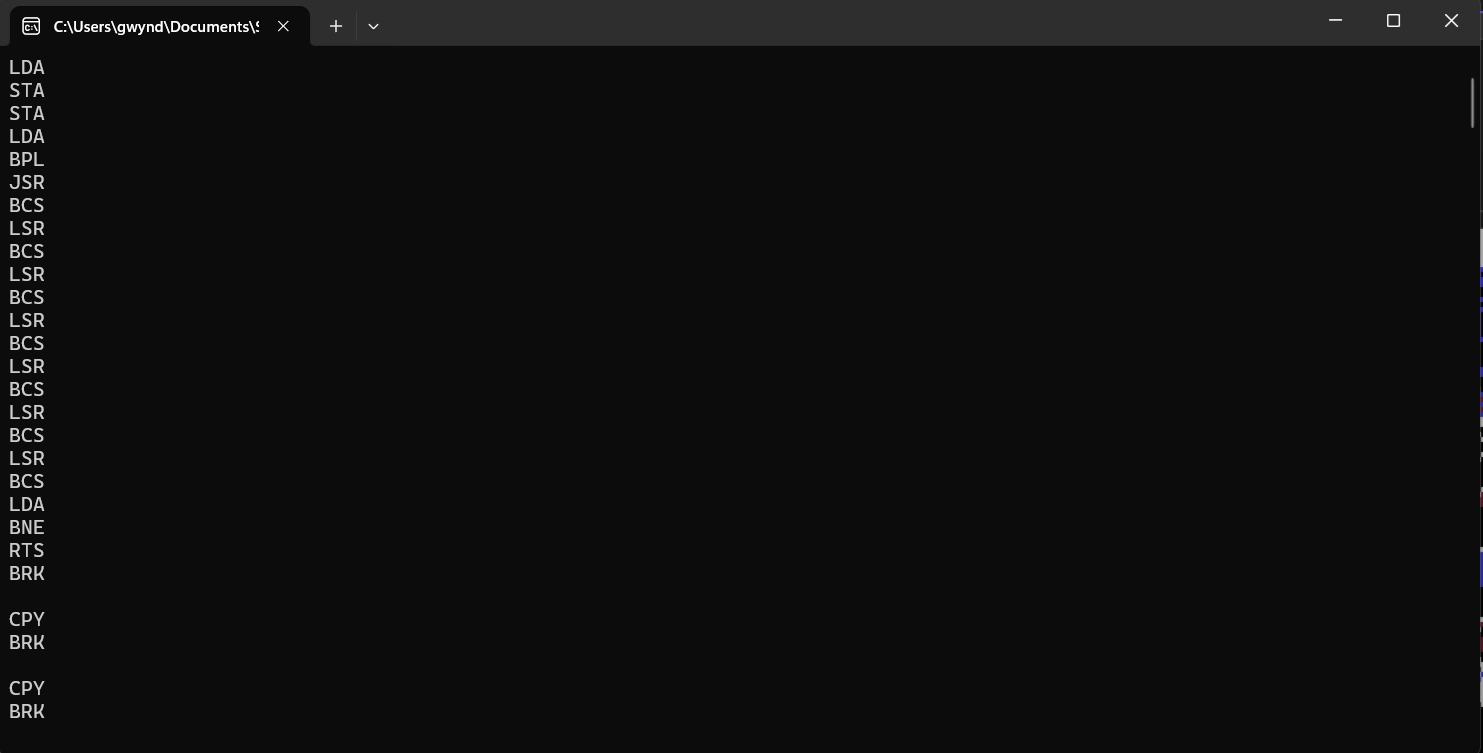 C:\Users\gwynd\Documents\S
LDA
STA
STA
LDA
BPL
JSR
BCS
LSR
BCS
LSR
BCS
LSR
BCS
LSR
BCS
LSR
BCS
LSR
BCS
LDA
BNE
RTS
BRK
CPY
BRK
CPY
BRK